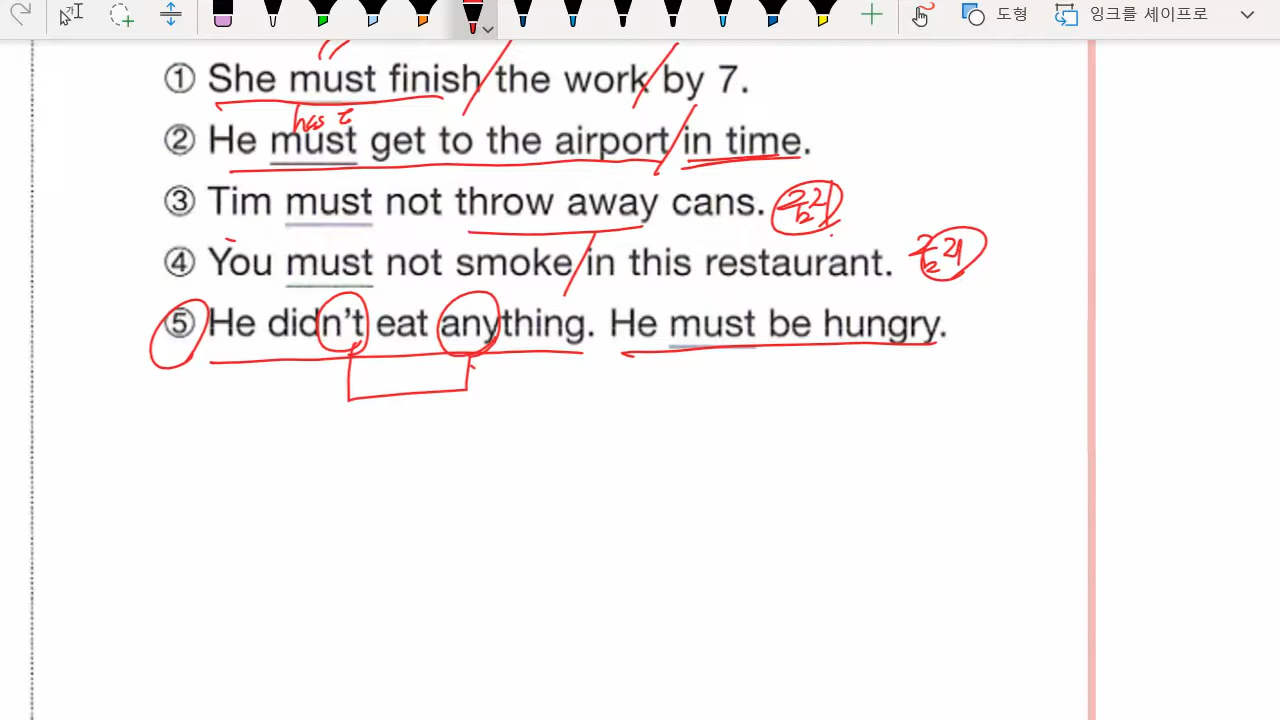 도형 잉크를 셰이프로
① She must finish the work by 7.
has t
② He must get to the airport in time.
③ Tim must not throw away cans. 금지
④ You must not smoke in this restaurant. 금지
⑤ He didn't eat anything. He must be hungry.